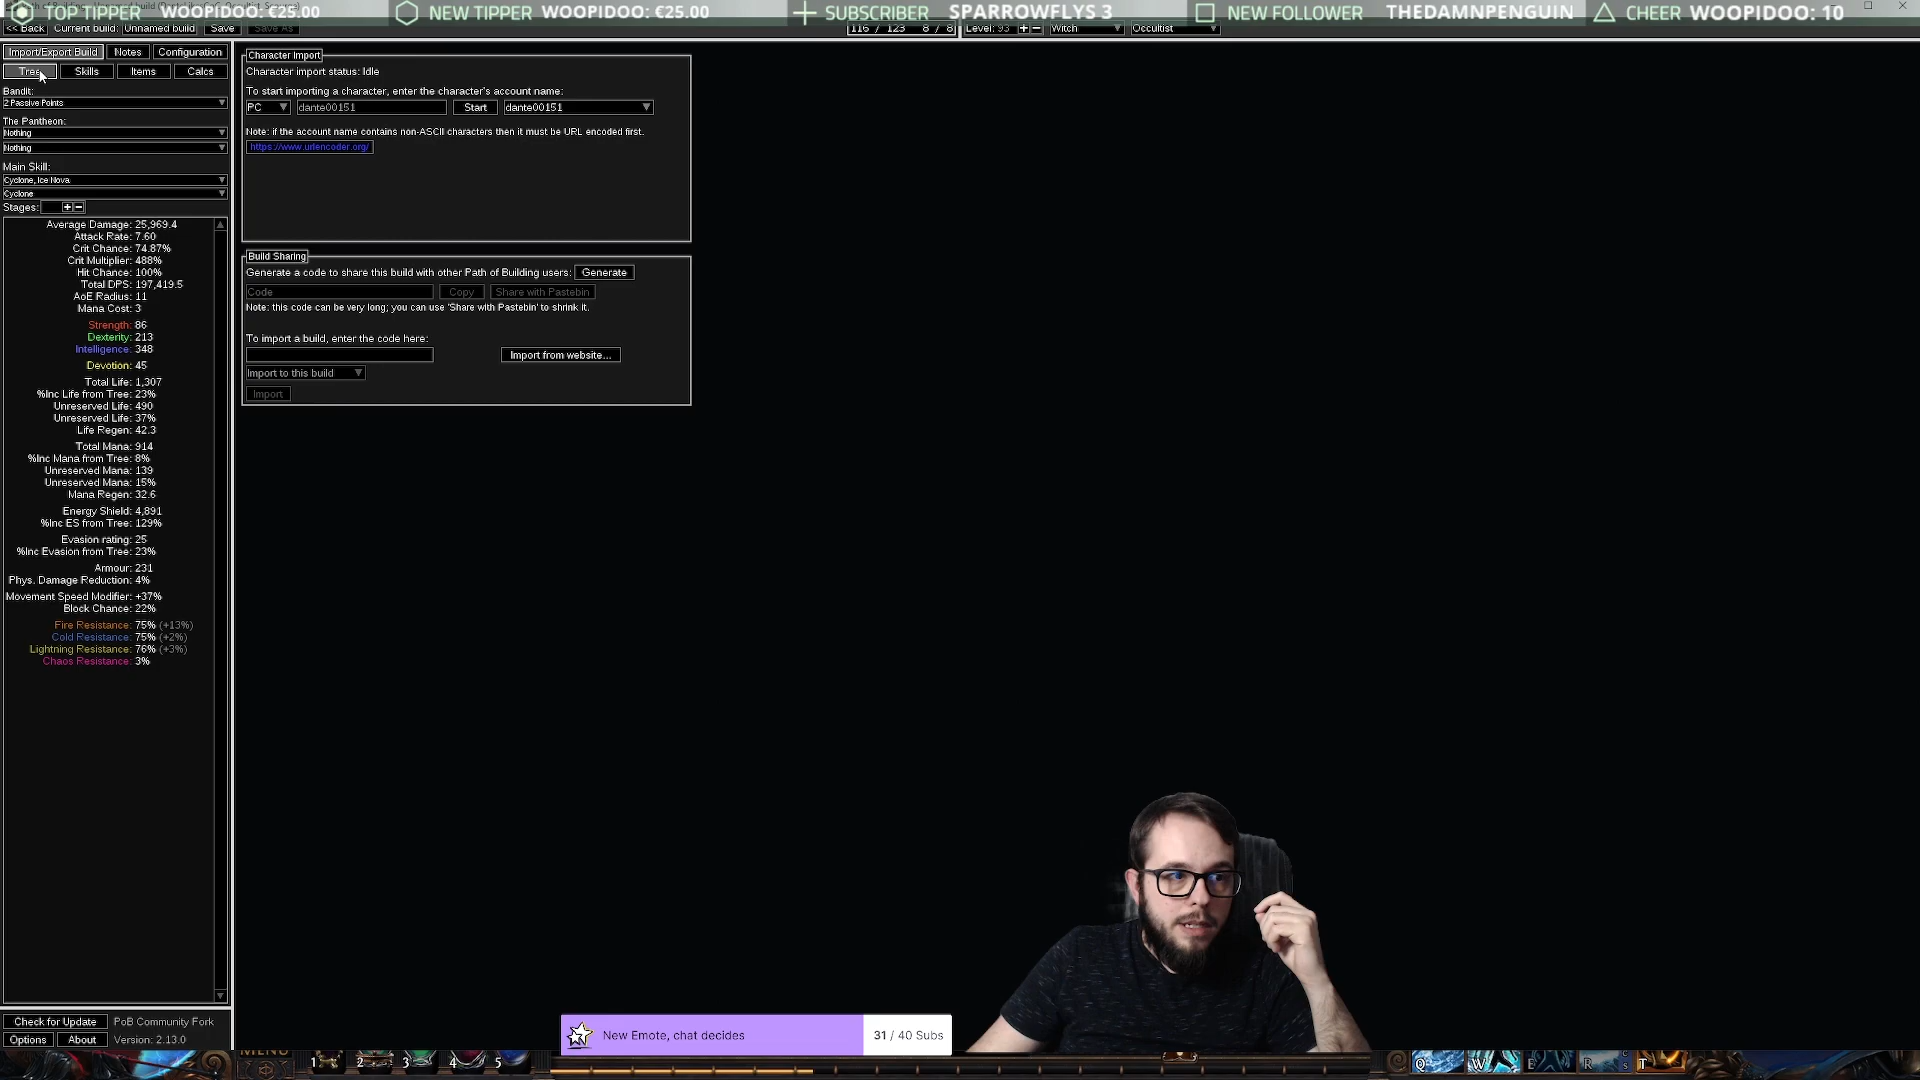 TOP TIPPER WOOPIDOO: €25.00 NEW TIPPER WOOPIDOO: €25.00 SUBSCRIBER SPARROWFLYS 3 NEW FOLLOWER THEDAMNPENGUIN CHEER WOOPIDOO: 10
<< Back Current build: Unnamed build Save Save As 116 / 123 8 / 8 Level: 93 Witch Occultist
Import/Export Build Notes Configuration
Tree Skills Items Calcs
Bandit:
2 Passive Points
The Pantheon:
Nothing
Nothing
Main Skill:
Cyclone, Ice Nova
Cyclone
Stages: + −
Average Damage: 25,969.4
Attack Rate: 7.60
Crit Chance: 74.87%
Crit Multiplier: 488%
Hit Chance: 100%
Total DPS: 197,419.5
AoE Radius: 11
Mana Cost: 3
Strength: 86
Dexterity: 213
Intelligence: 348
Devotion: 45
Total Life: 1,307
%Inc Life from Tree: 23%
Unreserved Life: 490
Unreserved Life: 37%
Life Regen: 42.3
Total Mana: 914
%Inc Mana from Tree: 8%
Unreserved Mana: 139
Unreserved Mana: 15%
Mana Regen: 32.6
Energy Shield: 4,891
%Inc ES from Tree: 129%
Evasion rating: 25
%Inc Evasion from Tree: 23%
Armour: 231
Phys. Damage Reduction: 4%
Movement Speed Modifier: +37%
Block Chance: 22%
Fire Resistance: 75% (+13%)
Cold Resistance: 75% (+2%)
Lightning Resistance: 76% (+3%)
Chaos Resistance: 3%
Check for Update PoB Community Fork
Options About Version: 2.13.0
Character Import
Character import status: Idle
To start importing a character, enter the character's account name:
PC dante00151 Start dante00151
Note: if the account name contains non-ASCII characters then it must be URL encoded first.
https://www.urlencoder.org/
Build Sharing
Generate a code to share this build with other Path of Building users: Generate
Code Copy Share with Pastebin
Note: this code can be very long; you can use 'Share with Pastebin' to shrink it.
To import a build, enter the code here:
Import from website...
Import to this build
Import
New Emote, chat decides 31 / 40 Subs
MENU 1 2 3 4 5 Q W E R T